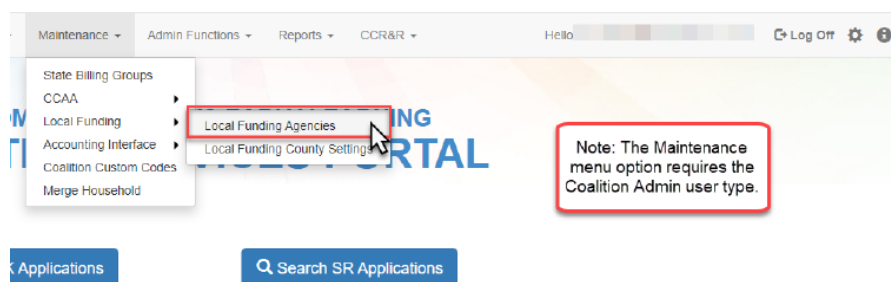 Maintenance Admin Functions Reports CCR&R Hello Log Off
State Billing Groups
CCAA
Local Funding
Accounting Interface
Coalition Custom Codes
Merge Household
Local Funding Agencies
Local Funding County Settings
NING
RTAL
Note: The Maintenance
menu option requires the
Coalition Admin user type.
Applications
Search SR Applications